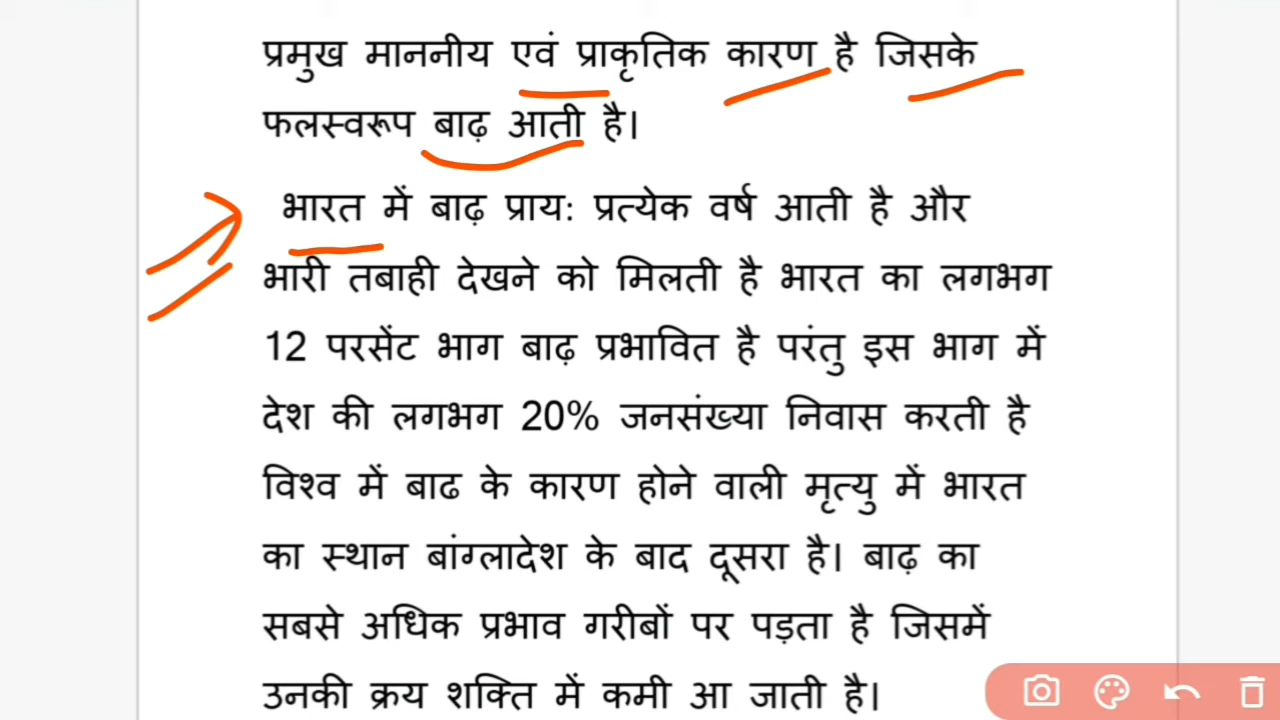 प्रमुख माननीय एवं प्राकृतिक कारण है जिसके
फलस्वरूप बाढ़ आती है।
भारत में बाढ़ प्राय: प्रत्येक वर्ष आती है और
भारी तबाही देखने को मिलती है भारत का लगभग
12 परसेंट भाग बाढ़ प्रभावित है परंतु इस भाग में
देश की लगभग 20% जनसंख्या निवास करती है
विश्व में बाढ के कारण होने वाली मृत्यु में भारत
का स्थान बांग्लादेश के बाद दूसरा है। बाढ़ का
सबसे अधिक प्रभाव गरीबों पर पड़ता है जिसमें
उनकी क्रय शक्ति में कमी आ जाती है।